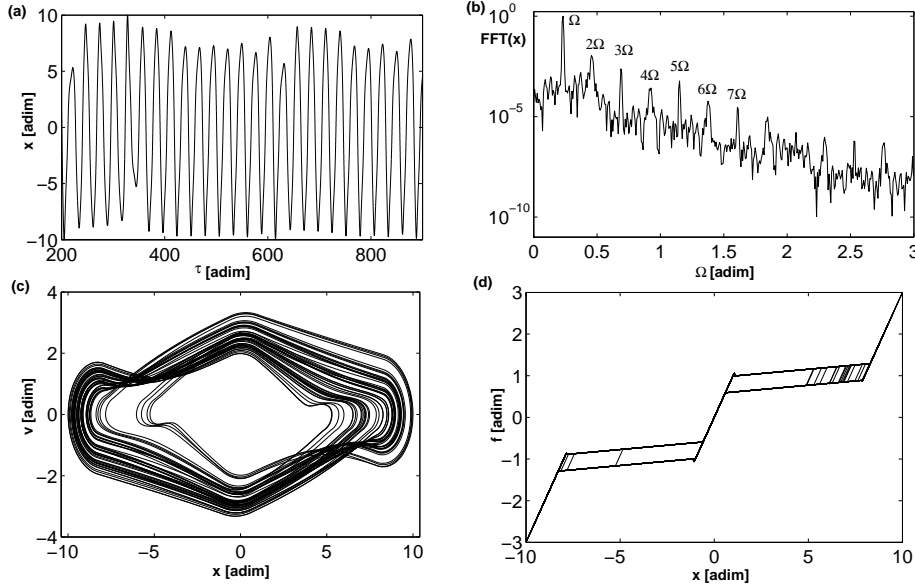 (a)
10
5
0
−5
−10
x [adim]
200
400
600
800
τ [adim]
(b)
10^0
10^−5
10^−10
FFT(x)
Ω
2Ω
3Ω
4Ω
5Ω
6Ω
7Ω
0
0.5
1
1.5
2
2.5
3
Ω [adim]
(c)
4
2
0
−2
−4
v [adim]
−10
−5
0
5
10
x [adim]
(d)
3
2
1
0
−1
−2
−3
f [adim]
−10
−5
0
5
10
x [adim]